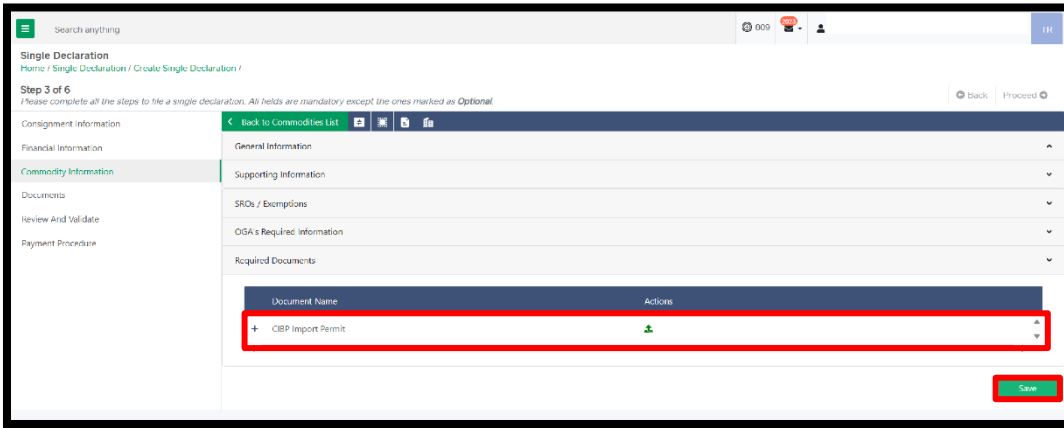 Search anything
809
2003
TR
Single Declaration
Home / Single Declaration / Create Single Declaration /
Step 3 of 6
Please complete all the steps to file a single declaration. All fields are mandatory except the ones marked as Optional.
Back
Proceed
Consignment Information
Financial Information
Commodity Information
Documents
Review And Validate
Payment Procedure
Back to Commodities List
General Information
Supporting Information
SROs / Exemptions
OGA's Required Information
Required Documents
Document Name Actions
CIBP Import Permit
Save